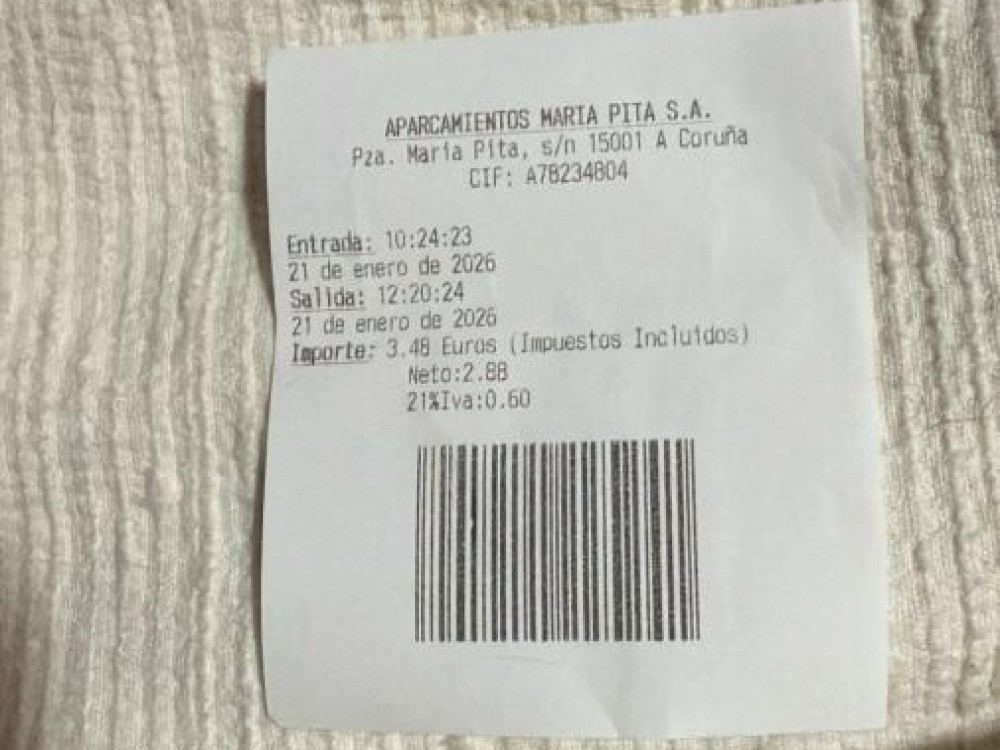 APARCAMIENTOS MARIA PITA S.A.
Pza. Maria Pita, s/n 15001 A Coruña
CIF: A78234804
Entrada: 10:24:23
21 de enero de 2026
Salida: 12:20:24
21 de enero de 2026
Importe: 3.48 Euros (Impuestos Incluidos)
Neto:2.88
21%Iva:0.60